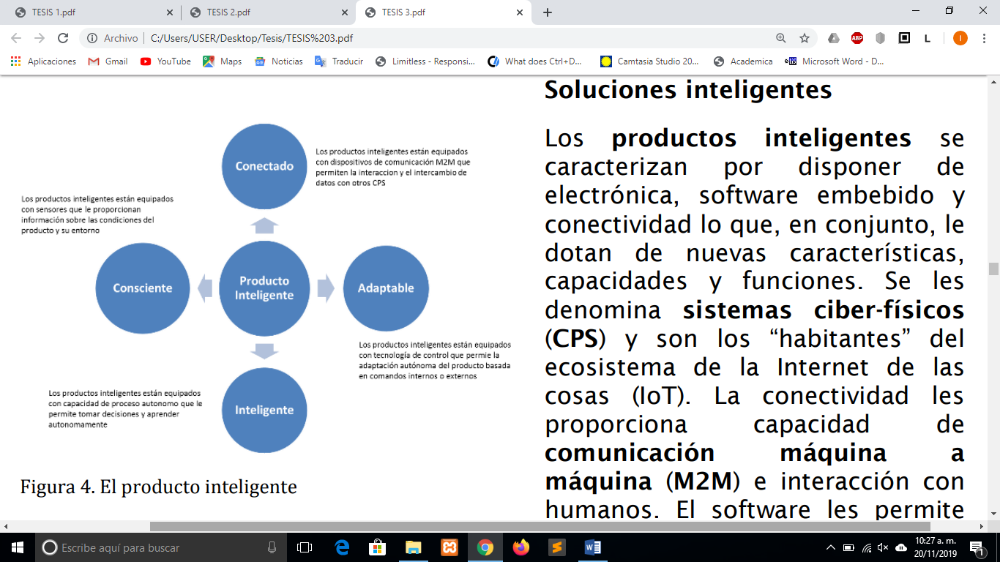 TESIS 1.pdf
TESIS 2.pdf
TESIS 3.pdf
Archivo
C:/Users/USER/Desktop/Tesis/TESIS%203.pdf
ABP
L
I
Aplicaciones
Gmail
YouTube
Maps
Noticias
Traducir
Limitless - Responsi...
What does Ctrl+D...
Camtasia Studio 20...
Academica
Microsoft Word - D...
Conectado
Los productos inteligentes están equipados
con dispositivos de comunicación M2M que
permiten la interaccion y el intercambio de
datos con otros CPS
Los productos inteligentes están equipados
con sensores que le proporcionan
información sobre las condiciones del
producto y su entorno
Consciente
Producto
Inteligente
Adaptable
Los productos inteligentes están equipados
con tecnología de control que permie la
adaptación autónoma del producto basada
en comandos internos o externos
Los productos inteligentes están equipados
con capacidad de proceso autonomo que le
permite tomar decisiones y aprender
autonomamente
Inteligente
Figura 4. El producto inteligente
Soluciones inteligentes
Los productos inteligentes se
caracterizan por disponer de
electrónica, software embebido y
conectividad lo que, en conjunto, le
dotan de nuevas características,
capacidades y funciones. Se les
denomina sistemas ciber-físicos
(CPS) y son los “habitantes” del
ecosistema de la Internet de las
cosas (IoT). La conectividad les
proporciona capacidad de
comunicación máquina a
máquina (M2M) e interacción con
humanos. El software les permite
Escribe aquí para buscar
10:27 a. m.
20/11/2019
1